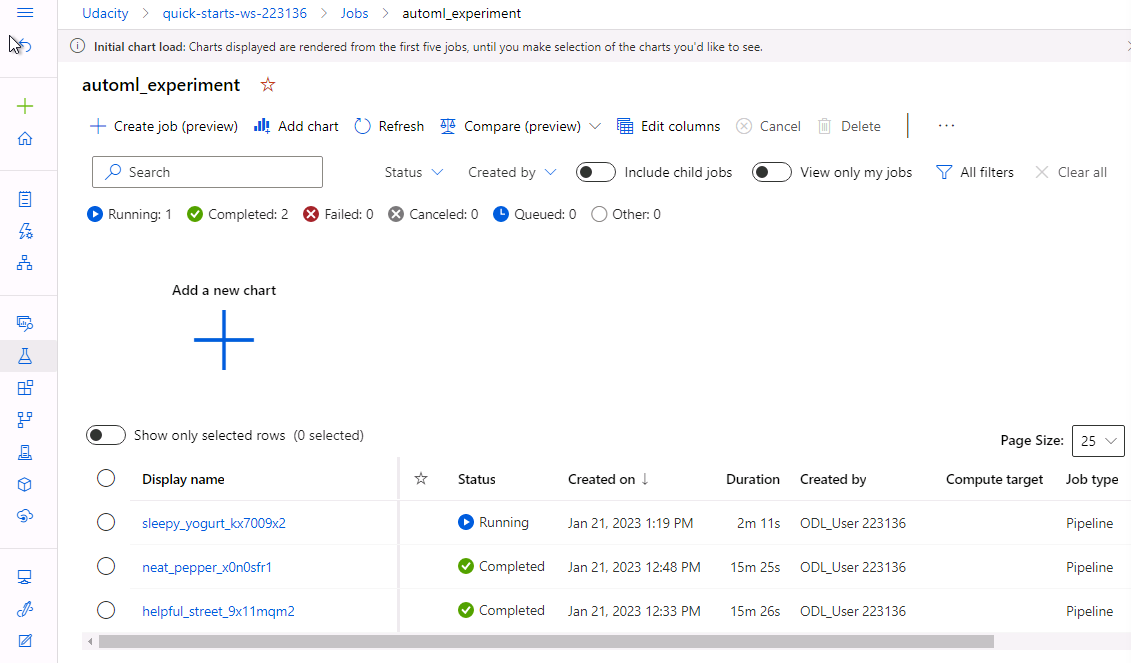 Udacity > quick-starts-ws-223136 > Jobs > automl_experiment
Initial chart load: Charts displayed are rendered from the first five jobs, until you make selection of the charts you'd like to see.
automl_experiment
Create job (preview) Add chart Refresh Compare (preview) Edit columns Cancel Delete ...
Search Status Created by Include child jobs View only my jobs All filters Clear all
Running: 1 Completed: 2 Failed: 0 Canceled: 0 Queued: 0 Other: 0
Add a new chart
Show only selected rows (0 selected)
Page Size: 25
Display name Status Created on ↓ Duration Created by Compute target Job type
sleepy_yogurt_kx7009x2 Running Jan 21, 2023 1:19 PM 2m 11s ODL_User 223136 Pipeline
neat_pepper_x0n0sfr1 Completed Jan 21, 2023 12:48 PM 15m 25s ODL_User 223136 Pipeline
helpful_street_9x11mqm2 Completed Jan 21, 2023 12:33 PM 15m 26s ODL_User 223136 Pipeline